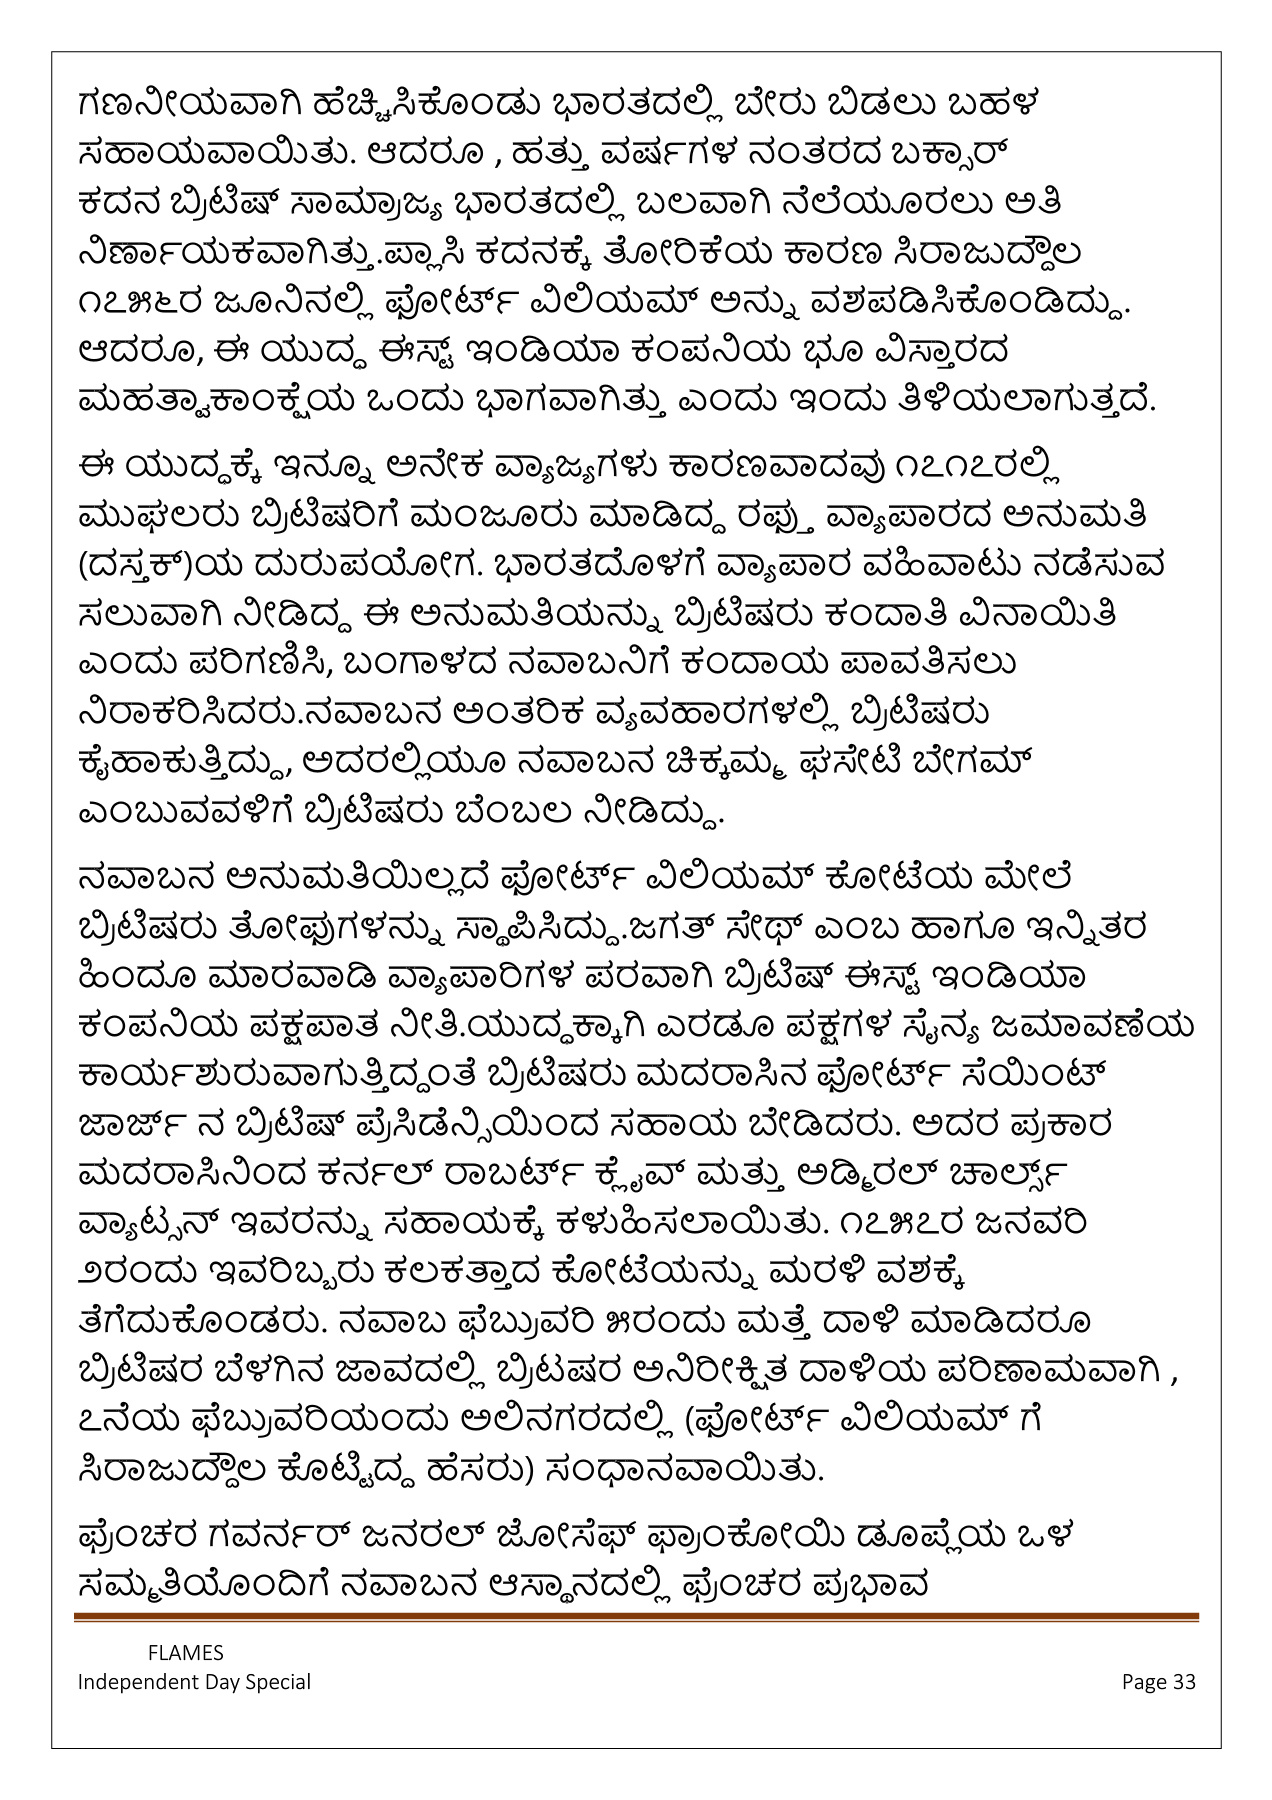 ಗಣನೀಯವಾಗಿ ಹೆಚ್ಚಿಸಿಕೊಂಡು ಭಾರತದಲ್ಲಿ ಬೇರು ಬಿಡಲು ಬಹಳ
ಸಹಾಯವಾಯಿತು. ಆದರೂ , ಹತ್ತು ವರ್ಷಗಳ ನಂತರದ ಬಕ್ಸಾರ್
ಕದನ ಬ್ರಿಟಿಷ್ ಸಾಮ್ರಾಜ್ಯ ಭಾರತದಲ್ಲಿ ಬಲವಾಗಿ ನೆಲೆಯೂರಲು ಅತಿ
ನಿರ್ಣಾಯಕವಾಗಿತ್ತು.ಪ್ಲಾಸಿ ಕದನಕ್ಕೆ ತೋರಿಕೆಯ ಕಾರಣ ಸಿರಾಜುದ್ದೌಲ
೧೭೫೬ರ ಜೂನಿನಲ್ಲಿ ಫೋರ್ಟ್ ವಿಲಿಯಮ್ ಅನ್ನು ವಶಪಡಿಸಿಕೊಂಡಿದ್ದು.
ಆದರೂ, ಈ ಯುದ್ಧ ಈಸ್ಟ್ ಇಂಡಿಯಾ ಕಂಪನಿಯ ಭೂ ವಿಸ್ತಾರದ
ಮಹತ್ವಾಕಾಂಕ್ಷೆಯ ಒಂದು ಭಾಗವಾಗಿತ್ತು ಎಂದು ಇಂದು ತಿಳಿಯಲಾಗುತ್ತದೆ.
ಈ ಯುದ್ಧಕ್ಕೆ ಇನ್ನೂ ಅನೇಕ ವ್ಯಾಜ್ಯಗಳು ಕಾರಣವಾದವು ೧೭೧೭ರಲ್ಲಿ
ಮುಘಲರು ಬ್ರಿಟಿಷರಿಗೆ ಮಂಜೂರು ಮಾಡಿದ್ದ ರಫ್ತು ವ್ಯಾಪಾರದ ಅನುಮತಿ
(ದಸ್ತಕ್)ಯ ದುರುಪಯೋಗ. ಭಾರತದೊಳಗೆ ವ್ಯಾಪಾರ ವಹಿವಾಟು ನಡೆಸುವ
ಸಲುವಾಗಿ ನೀಡಿದ್ದ ಈ ಅನುಮತಿಯನ್ನು ಬ್ರಿಟಿಷರು ಕಂದಾತಿ ವಿನಾಯಿತಿ
ಎಂದು ಪರಿಗಣಿಸಿ, ಬಂಗಾಳದ ನವಾಬನಿಗೆ ಕಂದಾಯ ಪಾವತಿಸಲು
ನಿರಾಕರಿಸಿದರು.ನವಾಬನ ಅಂತರಿಕ ವ್ಯವಹಾರಗಳಲ್ಲಿ ಬ್ರಿಟಿಷರು
ಕೈಹಾಕುತ್ತಿದ್ದು, ಅದರಲ್ಲಿಯೂ ನವಾಬನ ಚಿಕ್ಕಮ್ಮ ಘಸೇಟಿ ಬೇಗಮ್
ಎಂಬುವವಳಿಗೆ ಬ್ರಿಟಿಷರು ಬೆಂಬಲ ನೀಡಿದ್ದು.
ನವಾಬನ ಅನುಮತಿಯಿಲ್ಲದೆ ಫೋರ್ಟ್ ವಿಲಿಯಮ್ ಕೋಟೆಯ ಮೇಲೆ
ಬ್ರಿಟಿಷರು ತೋಫುಗಳನ್ನು ಸ್ಥಾಪಿಸಿದ್ದು.ಜಗತ್ ಸೇಥ್ ಎಂಬ ಹಾಗೂ ಇನ್ನಿತರ
ಹಿಂದೂ ಮಾರವಾಡಿ ವ್ಯಾಪಾರಿಗಳ ಪರವಾಗಿ ಬ್ರಿಟಿಷ್ ಈಸ್ಟ್ ಇಂಡಿಯಾ
ಕಂಪನಿಯ ಪಕ್ಷಪಾತ ನೀತಿ.ಯುದ್ಧಕ್ಕಾಗಿ ಎರಡೂ ಪಕ್ಷಗಳ ಸೈನ್ಯ ಜಮಾವಣೆಯ
ಕಾರ್ಯಶುರುವಾಗುತ್ತಿದ್ದಂತೆ ಬ್ರಿಟಿಷರು ಮದರಾಸಿನ ಫೋರ್ಟ್ ಸೆಯಿಂಟ್
ಜಾರ್ಜ್ ನ ಬ್ರಿಟಿಷ್ ಪ್ರೆಸಿಡೆನ್ಸಿಯಿಂದ ಸಹಾಯ ಬೇಡಿದರು. ಅದರ ಪ್ರಕಾರ
ಮದರಾಸಿನಿಂದ ಕರ್ನಲ್ ರಾಬರ್ಟ್ ಕ್ಲೈವ್ ಮತ್ತು ಅಡ್ಮಿರಲ್ ಚಾರ್ಲ್ಸ್
ವ್ಯಾಟ್ಸನ್ ಇವರನ್ನು ಸಹಾಯಕ್ಕೆ ಕಳುಹಿಸಲಾಯಿತು. ೧೭೫೭ರ ಜನವರಿ
೨ರಂದು ಇವರಿಬ್ಬರು ಕಲಕತ್ತಾದ ಕೋಟೆಯನ್ನು ಮರಳಿ ವಶಕ್ಕೆ
ತೆಗೆದುಕೊಂಡರು. ನವಾಬ ಫೆಬ್ರುವರಿ ೫ರಂದು ಮತ್ತೆ ದಾಳಿ ಮಾಡಿದರೂ
ಬ್ರಿಟಿಷರ ಬೆಳಗಿನ ಜಾವದಲ್ಲಿ ಬ್ರಿಟಷರ ಅನಿರೀಕ್ಷಿತ ದಾಳಿಯ ಪರಿಣಾಮವಾಗಿ ,
೭ನೆಯ ಫೆಬ್ರುವರಿಯಂದು ಅಲಿನಗರದಲ್ಲಿ (ಫೋರ್ಟ್ ವಿಲಿಯಮ್ ಗೆ
ಸಿರಾಜುದ್ದೌಲ ಕೊಟ್ಟಿದ್ದ ಹೆಸರು) ಸಂಧಾನವಾಯಿತು.
ಫ್ರೆಂಚರ ಗವರ್ನರ್ ಜನರಲ್ ಜೋಸೆಫ್ ಫ್ರಾಂಕೋಯಿ ಡೂಪ್ಲೆಯ ಒಳ
ಸಮ್ಮತಿಯೊಂದಿಗೆ ನವಾಬನ ಆಸ್ಥಾನದಲ್ಲಿ ಫ್ರೆಂಚರ ಪ್ರಭಾವ
FLAMES
Independent Day Special Page 33